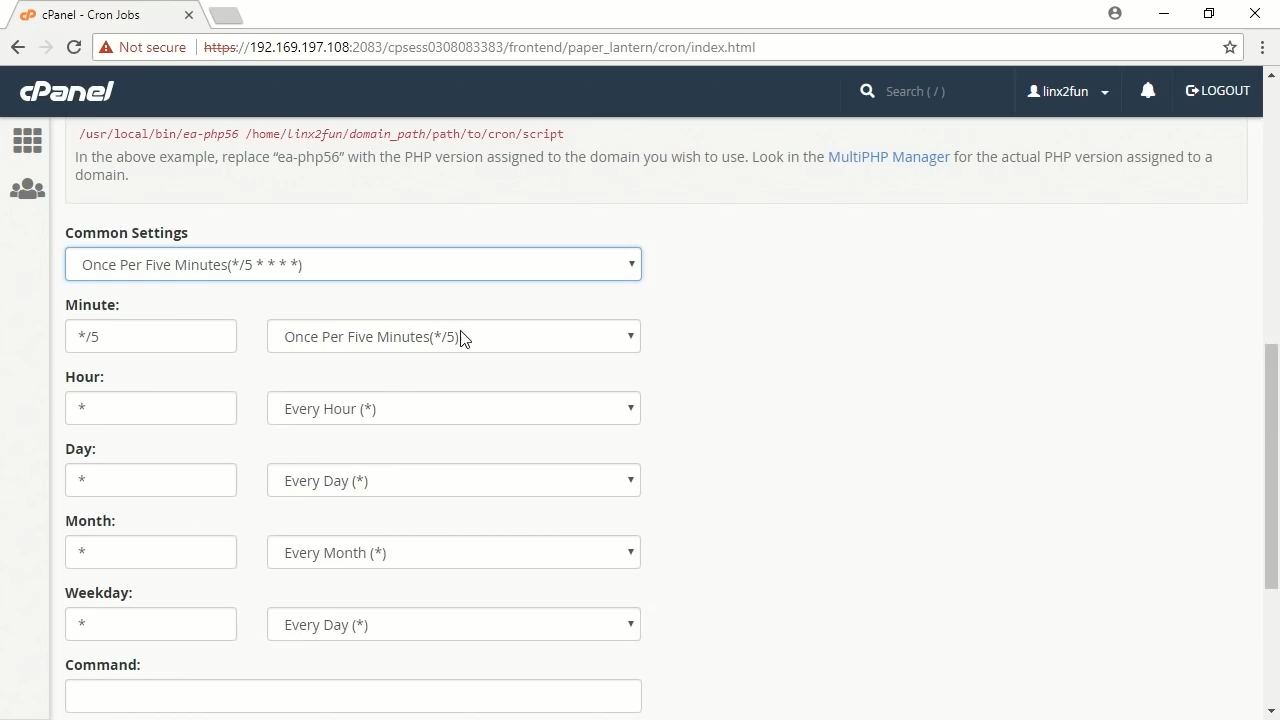 cPanel - Cron Jobs
Not secure https://192.169.197.108:2083/cpsess0308083383/frontend/paper_lantern/cron/index.html
cPanel Search ( / ) linx2fun LOGOUT
/usr/local/bin/ea-php56 /home/linx2fun/domain_path/path/to/cron/script
In the above example, replace “ea-php56” with the PHP version assigned to the domain you wish to use. Look in the MultiPHP Manager for the actual PHP version assigned to a
domain.
Common Settings
Once Per Five Minutes(*/5 * * * *)
Minute:
*/5 Once Per Five Minutes(*/5)
Hour:
* Every Hour (*)
Day:
* Every Day (*)
Month:
* Every Month (*)
Weekday:
* Every Day (*)
Command: